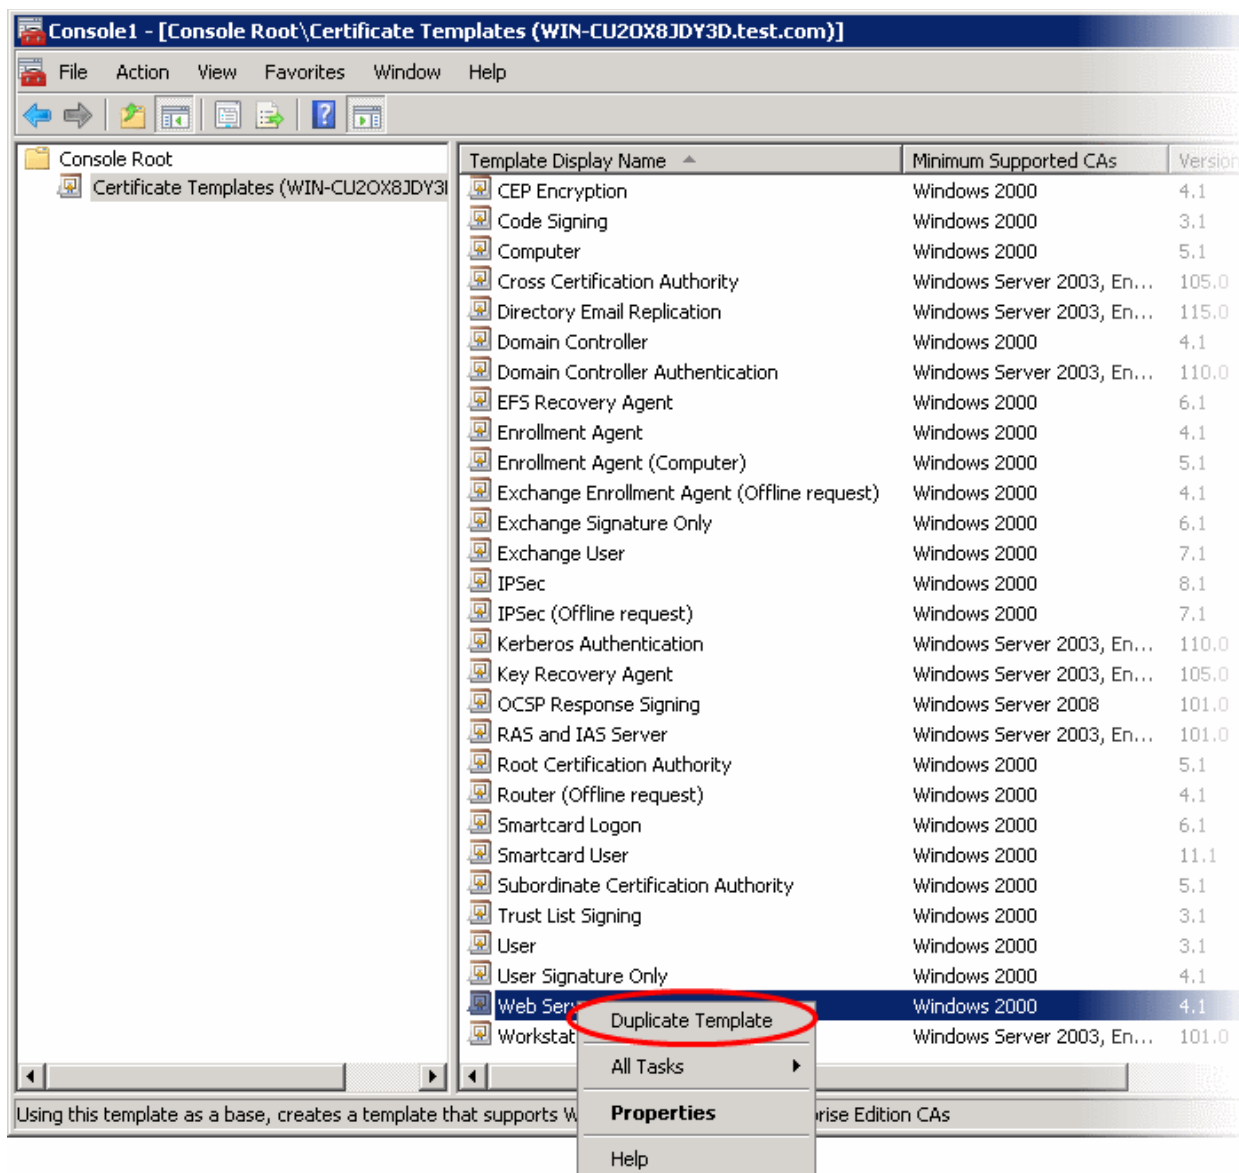 Console1 - [Console Root\Certificate Templates (WIN-CU2OX8JDY3D.test.com)]
File Action View Favorites Window Help
Console Root
Certificate Templates (WIN-CU2OX8JDY3
Template Display Name Minimum Supported CAs Version
CEP Encryption Windows 2000 4.1
Code Signing Windows 2000 3.1
Computer Windows 2000 5.1
Cross Certification Authority Windows Server 2003, En... 105.0
Directory Email Replication Windows Server 2003, En... 115.0
Domain Controller Windows 2000 4.1
Domain Controller Authentication Windows Server 2003, En... 110.0
EFS Recovery Agent Windows 2000 6.1
Enrollment Agent Windows 2000 4.1
Enrollment Agent (Computer) Windows 2000 5.1
Exchange Enrollment Agent (Offline request) Windows 2000 4.1
Exchange Signature Only Windows 2000 6.1
Exchange User Windows 2000 7.1
IPSec Windows 2000 8.1
IPSec (Offline request) Windows 2000 7.1
Kerberos Authentication Windows Server 2003, En... 110.0
Key Recovery Agent Windows Server 2003, En... 105.0
OCSP Response Signing Windows Server 2008 101.0
RAS and IAS Server Windows Server 2003, En... 101.0
Root Certification Authority Windows 2000 5.1
Router (Offline request) Windows 2000 4.1
Smartcard Logon Windows 2000 6.1
Smartcard User Windows 2000 11.1
Subordinate Certification Authority Windows 2000 5.1
Trust List Signing Windows 2000 3.1
User Windows 2000 3.1
User Signature Only Windows 2000 4.1
Web Ser Windows 2000 4.1
Workstat Windows Server 2003, En... 101.0
Duplicate Template
All Tasks
Properties
Help
Using this template as a base, creates a template that supports W rise Edition CAs